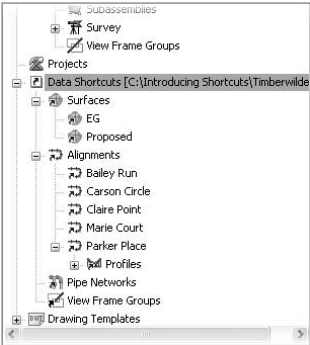 Subassemblies
Survey
View Frame Groups
Projects
Data Shortcuts [C:\Introducing Shortcuts\Timberwilde
Surfaces
EG
Proposed
Alignments
Bailey Run
Carson Circle
Claire Point
Marie Court
Parker Place
Profiles
Pipe Networks
View Frame Groups
Drawing Templates